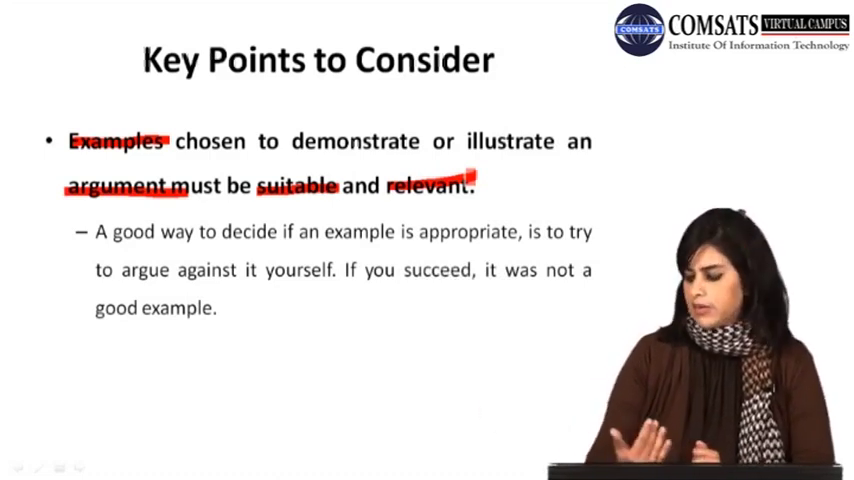 COMSATS VIRTUAL CAMPUS
COMSATS
Institute Of Information Technology
Key Points to Consider
• Examples chosen to demonstrate or illustrate an
argument must be suitable and relevant.
– A good way to decide if an example is appropriate, is to try
to argue against it yourself. If you succeed, it was not a
good example.